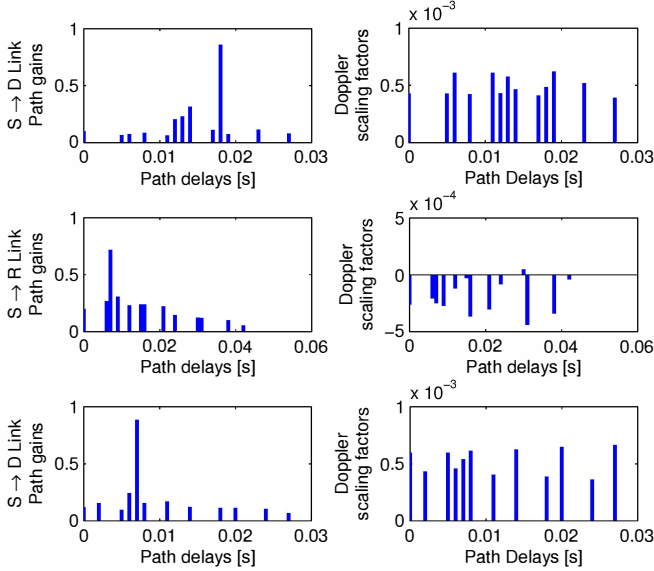 S → D Link
Path gains
1
0.5
0
0
0.01
0.02
0.03
Path delays [s]
x 10⁻³
Doppler
scaling factors
1
0.5
0
0
0.01
0.02
0.03
Path Delays [s]
S → R Link
Path gains
1
0.5
0
0
0.02
0.04
0.06
Path delays [s]
x 10⁻⁴
Doppler
scaling factors
5
0
−5
0
0.02
0.04
0.06
Path delays [s]
S → D Link
Path gains
1
0.5
0
0
0.01
0.02
0.03
Path delays [s]
x 10⁻³
Doppler
scaling factors
1
0.5
0
0
0.01
0.02
0.03
Path Delays [s]